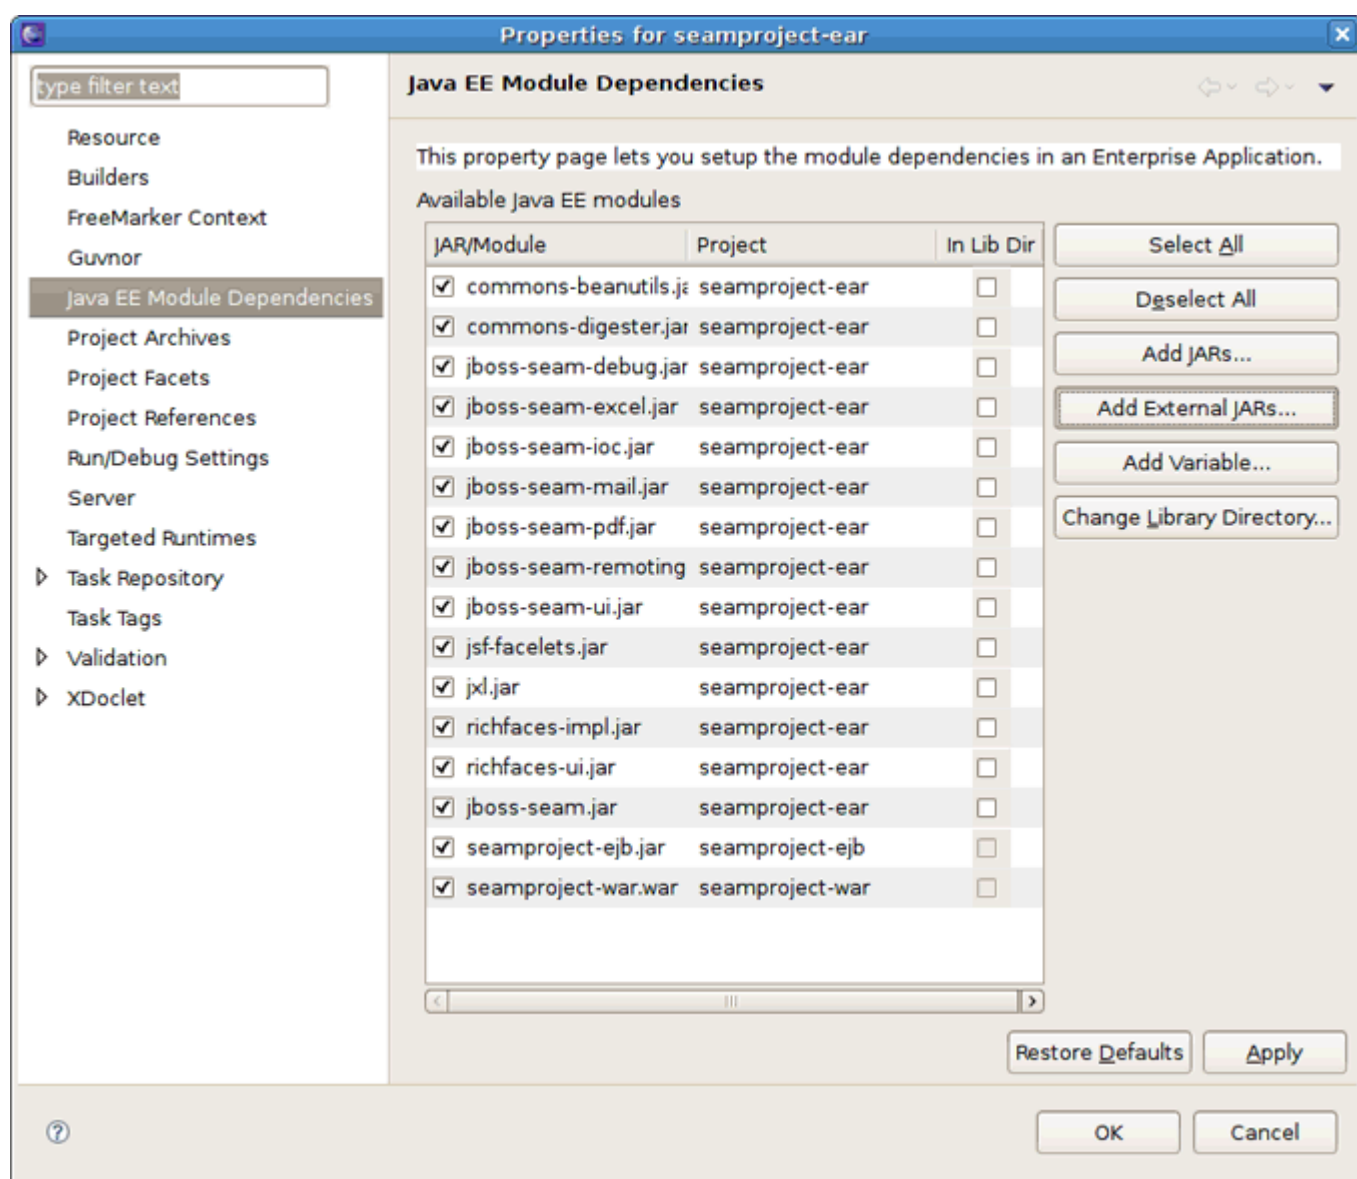 Properties for seamproject-ear
type filter text
Resource
Builders
FreeMarker Context
Guvnor
Java EE Module Dependencies
Project Archives
Project Facets
Project References
Run/Debug Settings
Server
Targeted Runtimes
Task Repository
Task Tags
Validation
XDoclet
Java EE Module Dependencies
This property page lets you setup the module dependencies in an Enterprise Application.
Available Java EE modules
JAR/Module Project In Lib Dir
commons-beanutils.ja seamproject-ear
commons-digester.jar seamproject-ear
jboss-seam-debug.jar seamproject-ear
jboss-seam-excel.jar seamproject-ear
jboss-seam-ioc.jar seamproject-ear
jboss-seam-mail.jar seamproject-ear
jboss-seam-pdf.jar seamproject-ear
jboss-seam-remoting seamproject-ear
jboss-seam-ui.jar seamproject-ear
jsf-facelets.jar seamproject-ear
jxl.jar seamproject-ear
richfaces-impl.jar seamproject-ear
richfaces-ui.jar seamproject-ear
jboss-seam.jar seamproject-ear
seamproject-ejb.jar seamproject-ejb
seamproject-war.war seamproject-war
Select All
Deselect All
Add JARs...
Add External JARs...
Add Variable...
Change Library Directory...
Restore Defaults
Apply
OK
Cancel